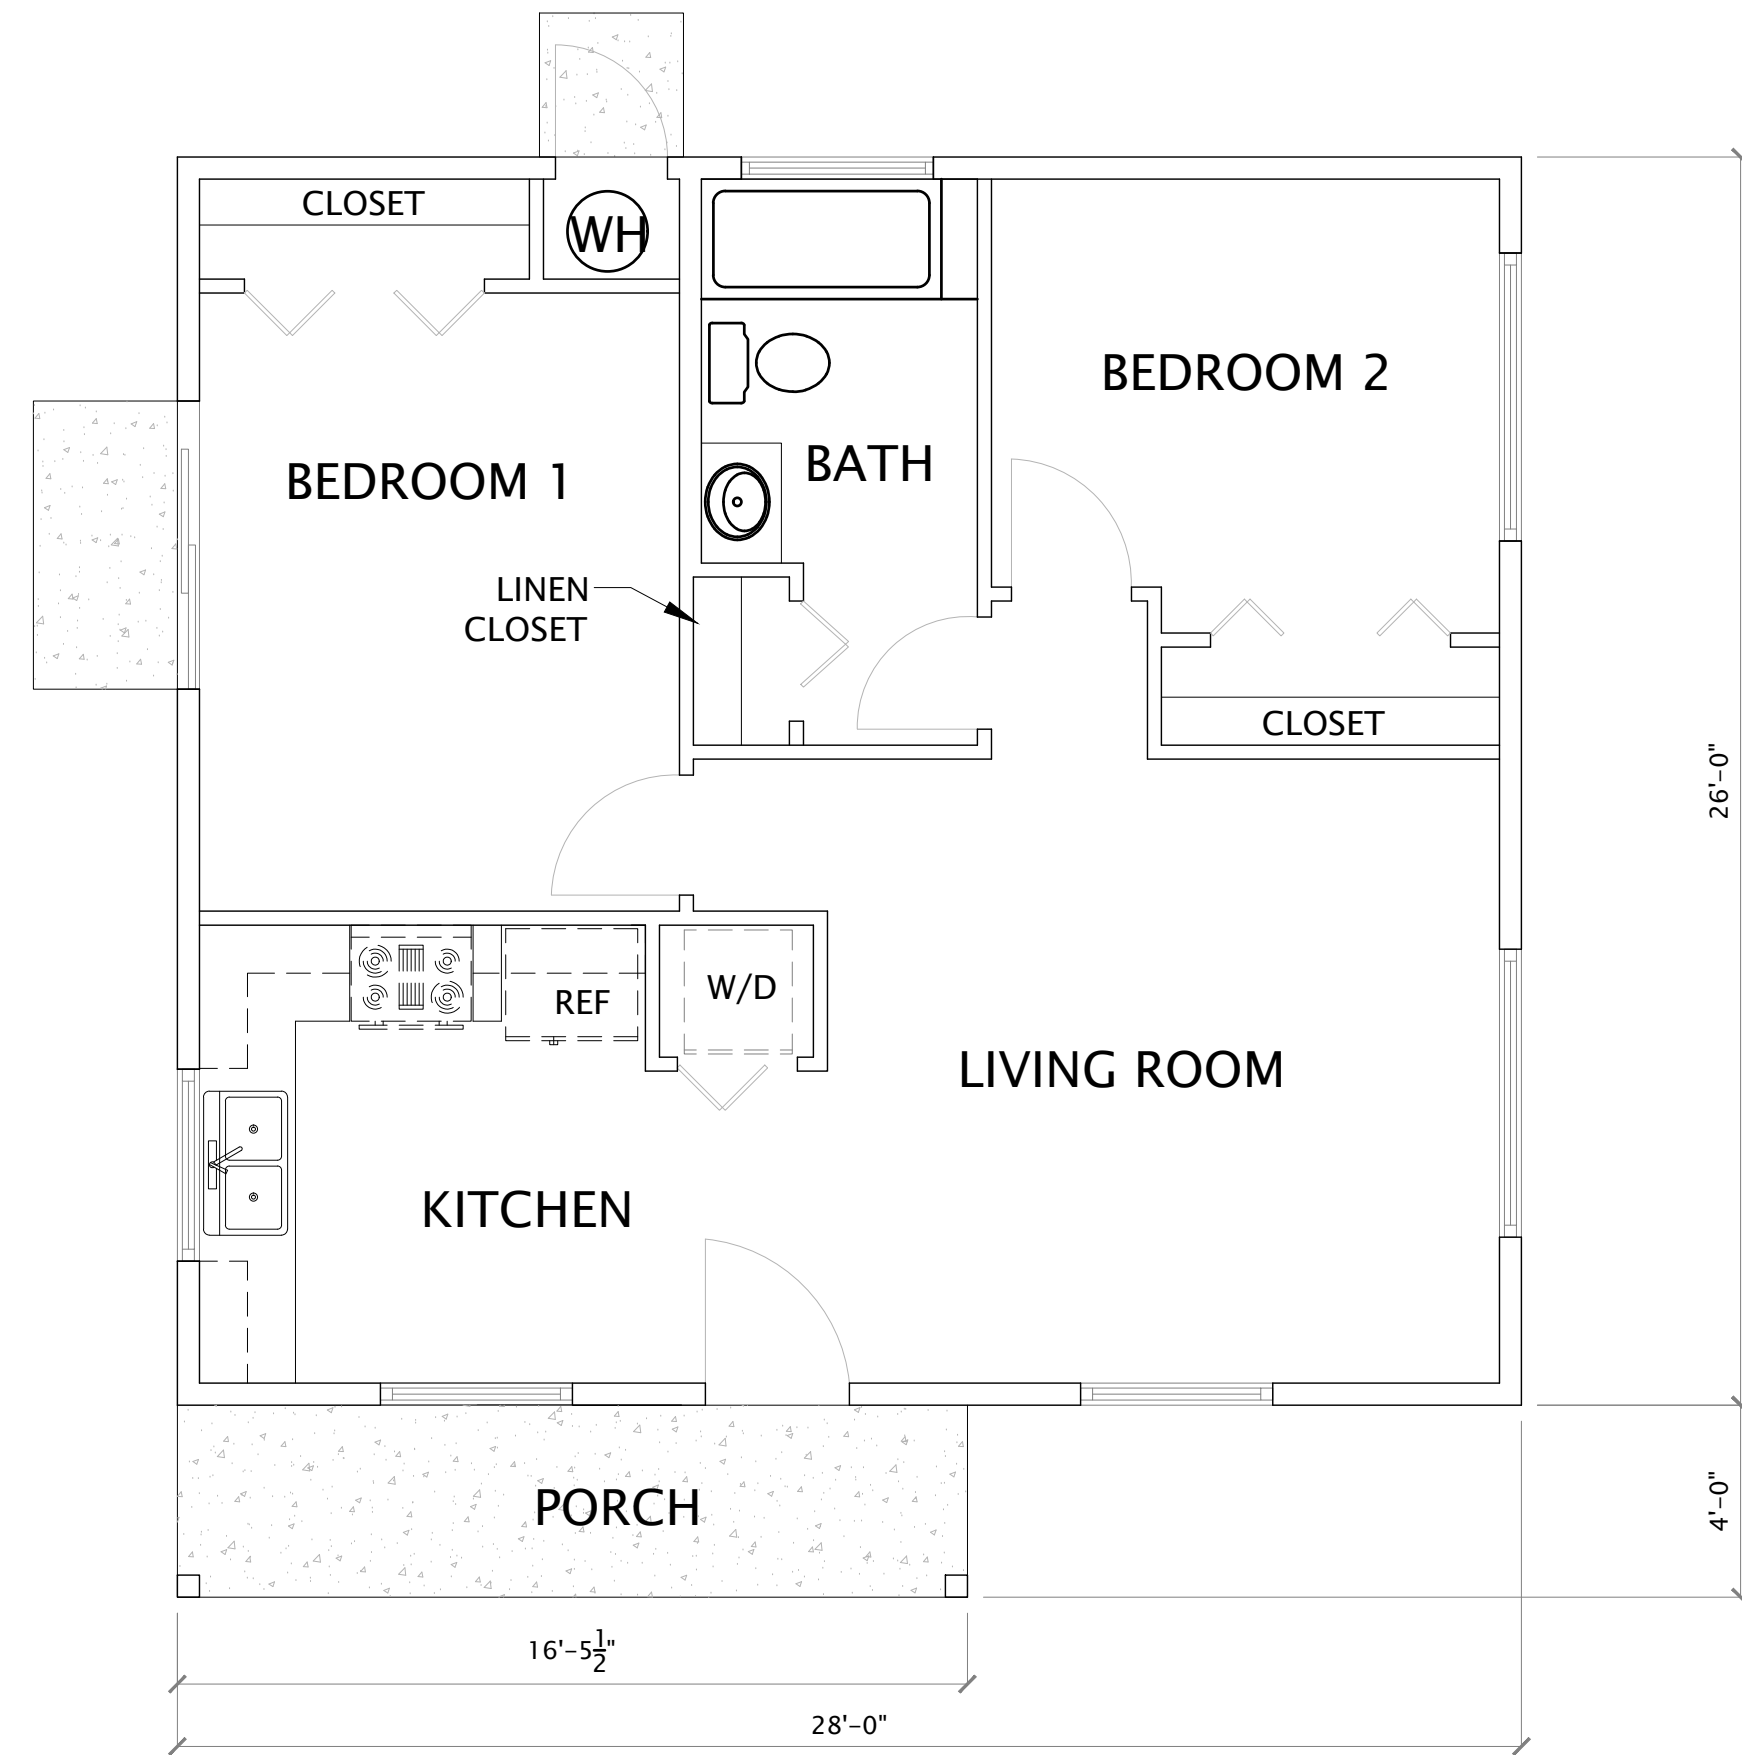 CLOSET
WH
BEDROOM 2
BATH
BEDROOM 1
LINEN
CLOSET
CLOSET
26'-0"
W/D
REF
LIVING ROOM
KITCHEN
4'-0"
PORCH
16'-5½"
28'-0"